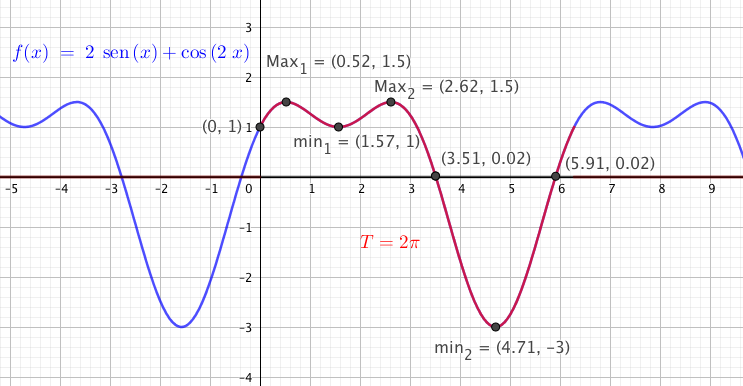 3
f(x) = 2 sen(x) + cos(2 x)
Max₁ = (0.52, 1.5)
2
Max₂ = (2.62, 1.5)
(0, 1)
1
min₁ = (1.57, 1)
(3.51, 0.02)
(5.91, 0.02)
-5 -4 -3 -2 -1 0 1 2 3 4 5 6 7 8 9
-1
T = 2π
-2
-3
min₂ = (4.71, −3)
-4